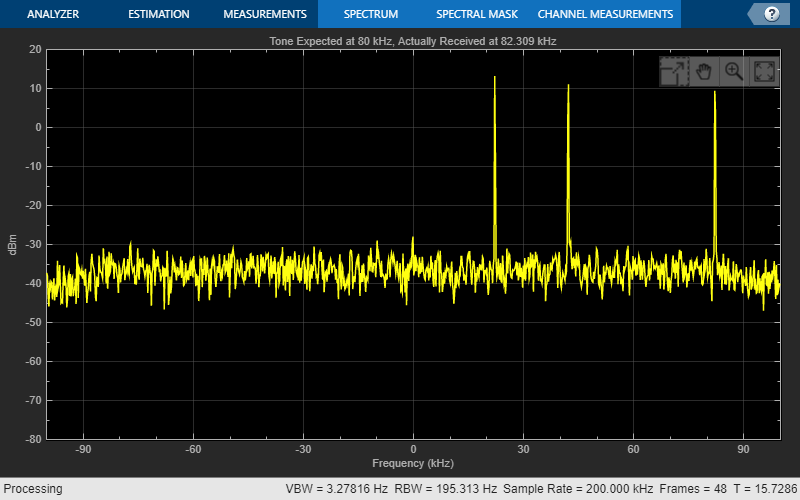 ANALYZER ESTIMATION MEASUREMENTS SPECTRUM SPECTRAL MASK CHANNEL MEASUREMENTS ?
Tone Expected at 80 kHz, Actually Received at 82.309 kHz
20
10
0
-10
-20
-30
-40
-50
-60
-70
-80
dBm
-90 -60 -30 0 30 60 90
Frequency (kHz)
Processing VBW = 3.27816 Hz RBW = 195.313 Hz Sample Rate = 200.000 kHz Frames = 48 T = 15.7286